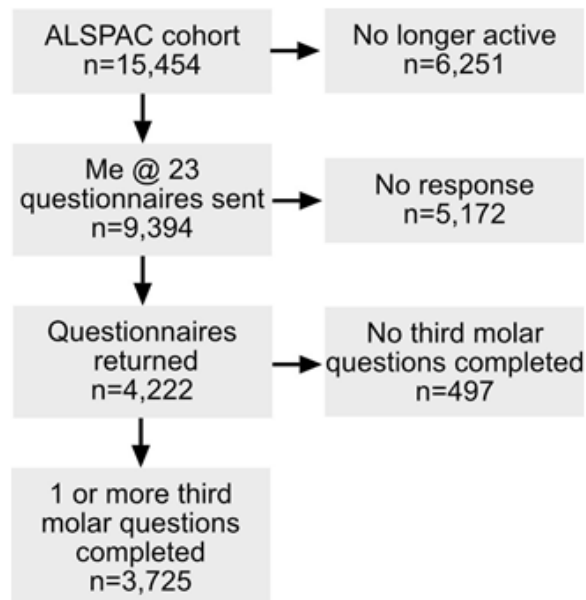 ALSPAC cohort
n=15,454
No longer active
n=6,251
Me @ 23
questionnaires sent
n=9,394
No response
n=5,172
Questionnaires
returned
n=4,222
No third molar
questions completed
n=497
1 or more third
molar questions
completed
n=3,725